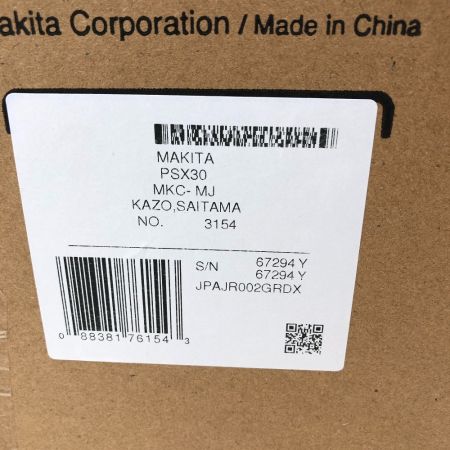 akita Corporation / Made in China
MAKITA
PSX30
MKC- MJ
KAZO,SAITAMA
NO. 3154
S/N 67294 Y
67294 Y
JPAJR002GRDX
0 88381 76154 3